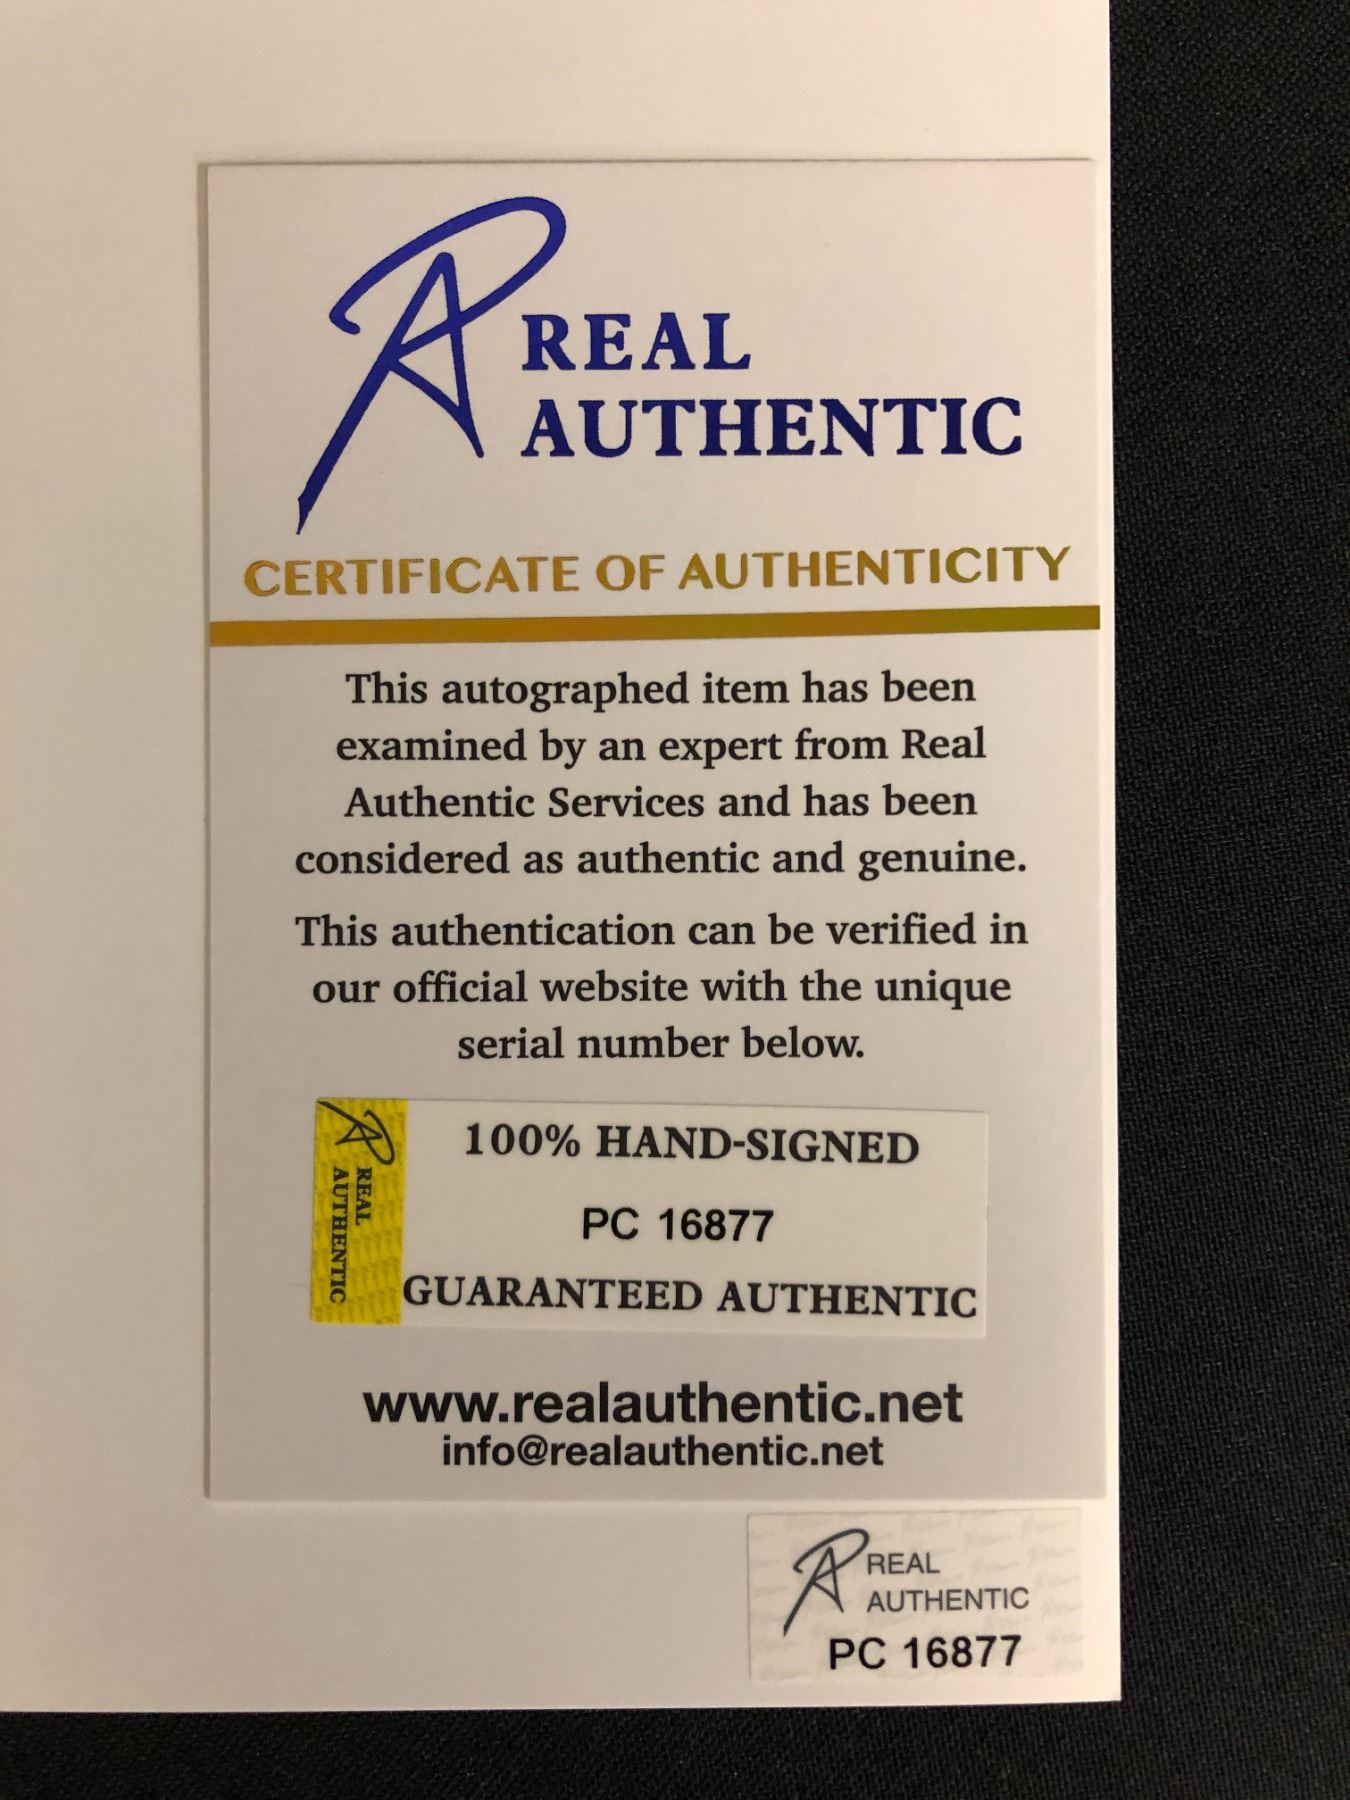 REAL
AUTHENTIC
CERTIFICATE OF AUTHENTICITY
This autographed item has been
examined by an expert from Real
Authentic Services and has been
considered as authentic and genuine.
This authentication can be verified in
our official website with the unique
serial number below.
REAL
AUTHENTIC
100% HAND-SIGNED
PC 16877
GUARANTEED AUTHENTIC
www.realauthentic.net
info@realauthentic.net
REAL
AUTHENTIC
PC 16877